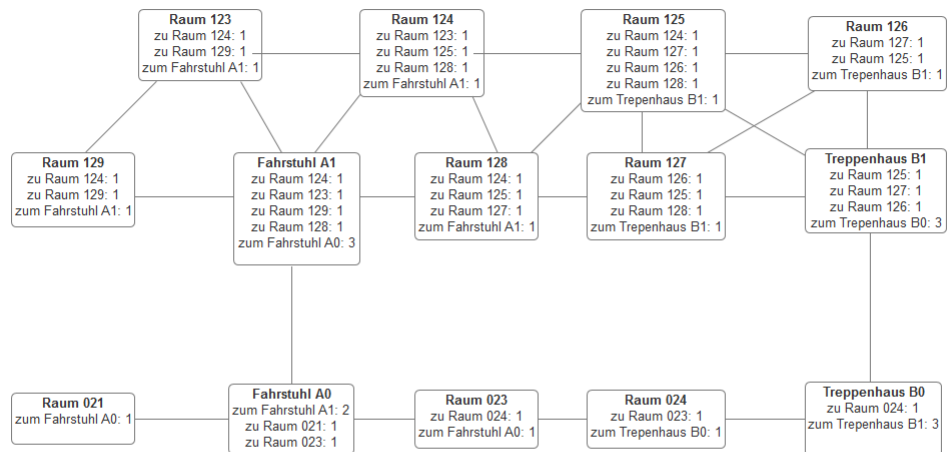 Raum 123
zu Raum 124: 1
zu Raum 129: 1
zum Fahrstuhl A1: 1
Raum 124
zu Raum 123: 1
zu Raum 125: 1
zu Raum 128: 1
zum Fahrstuhl A1: 1
Raum 125
zu Raum 124: 1
zu Raum 127: 1
zu Raum 126: 1
zu Raum 128: 1
zum Trepenhaus B1: 1
Raum 126
zu Raum 127: 1
zu Raum 125: 1
zum Trepenhaus B1: 1
Raum 129
zu Raum 124: 1
zu Raum 129: 1
zum Fahrstuhl A1: 1
Fahrstuhl A1
zu Raum 124: 1
zu Raum 123: 1
zu Raum 129: 1
zu Raum 128: 1
zum Fahrstuhl A0: 3
Raum 128
zu Raum 124: 1
zu Raum 125: 1
zu Raum 127: 1
zum Fahrstuhl A1: 1
Raum 127
zu Raum 126: 1
zu Raum 125: 1
zu Raum 128: 1
zum Trepenhaus B1: 1
Treppenhaus B1
zu Raum 125: 1
zu Raum 127: 1
zu Raum 126: 1
zum Trepenhaus B0: 3
Raum 021
zum Fahrstuhl A0: 1
Fahrstuhl A0
zum Fahrstuhl A1: 2
zu Raum 021: 1
zu Raum 023: 1
Raum 023
zu Raum 024: 1
zum Fahrstuhl A0: 1
Raum 024
zu Raum 023: 1
zum Trepenhaus B0: 1
Treppenhaus B0
zu Raum 024: 1
zum Trepenhaus B1: 3